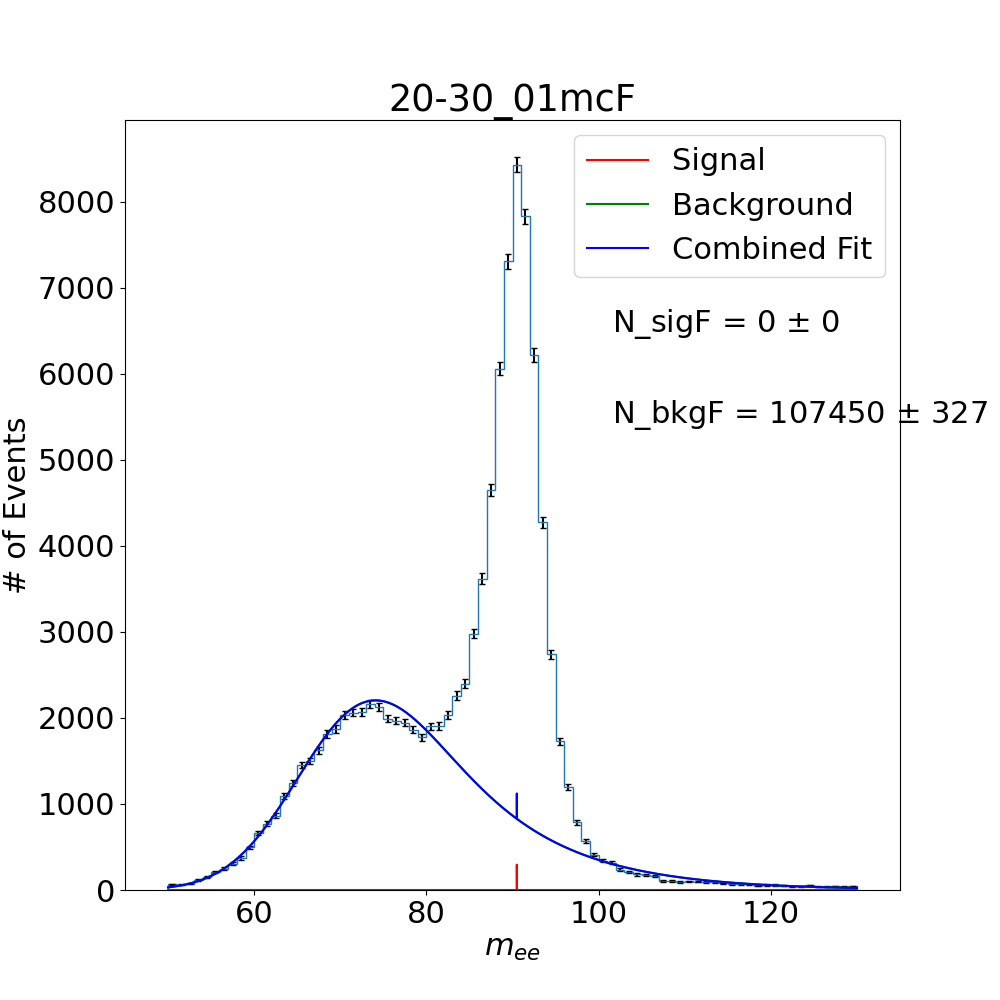 20-30_01mcF
Signal
Background
Combined Fit
N_sigF = 0 ± 0
N_bkgF = 107450 ± 327
# of Events
8000
7000
6000
5000
4000
3000
2000
1000
0
60 80 100 120
m_ee